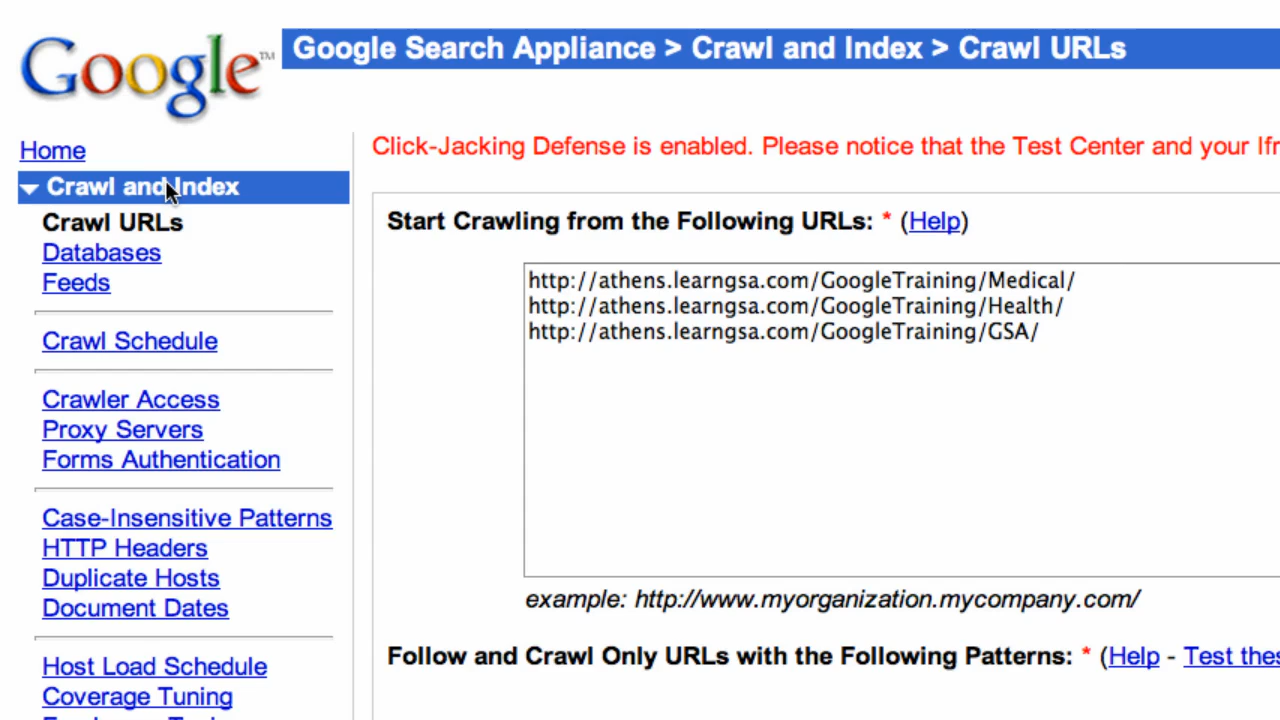 Google™
Google Search Appliance > Crawl and Index > Crawl URLs
Home
Crawl and Index
Crawl URLs
Databases
Feeds
Crawl Schedule
Crawler Access
Proxy Servers
Forms Authentication
Case-Insensitive Patterns
HTTP Headers
Duplicate Hosts
Document Dates
Host Load Schedule
Coverage Tuning
Click-Jacking Defense is enabled. Please notice that the Test Center and your
Start Crawling from the Following URLs: * (Help)
http://athens.learngsa.com/GoogleTraining/Medical/
http://athens.learngsa.com/GoogleTraining/Health/
http://athens.learngsa.com/GoogleTraining/GSA/
example: http://www.myorganization.mycompany.com/
Follow and Crawl Only URLs with the Following Patterns: * (Help - Test